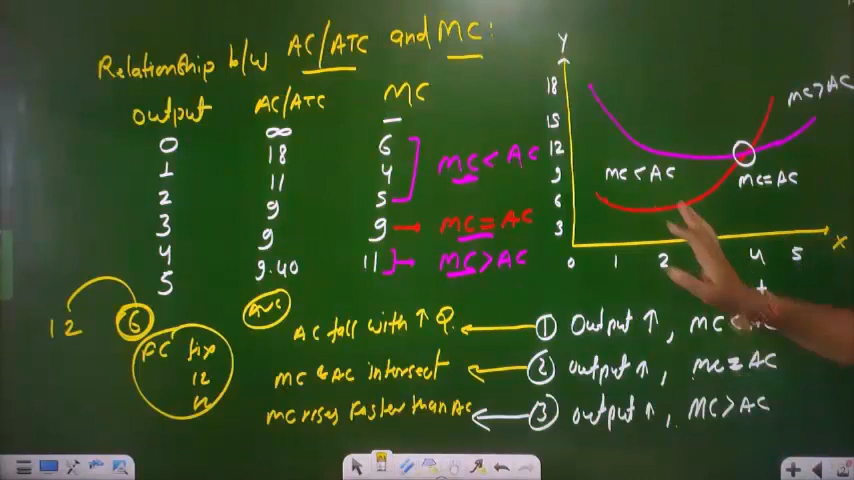 Relationship b/w AC/ATC and MC:
output AC/ATC MC
0 ∞
1 18 6
2 11 4
3 9 5
4 9 9
5 9.40 11
MC < AC
MC = AC
MC > AC
12 6
AVC
fix
12
AC fall with ↑ Q.
MC & AC intersect
MC rises Faster than AC
1 Output ↑, MC <
2 output ↑, MC = AC
3 output ↑, MC > AC
Y
18
15
12
9
6
3
0 1 2 4 5
X
MC > AC
MC < AC
MC = AC